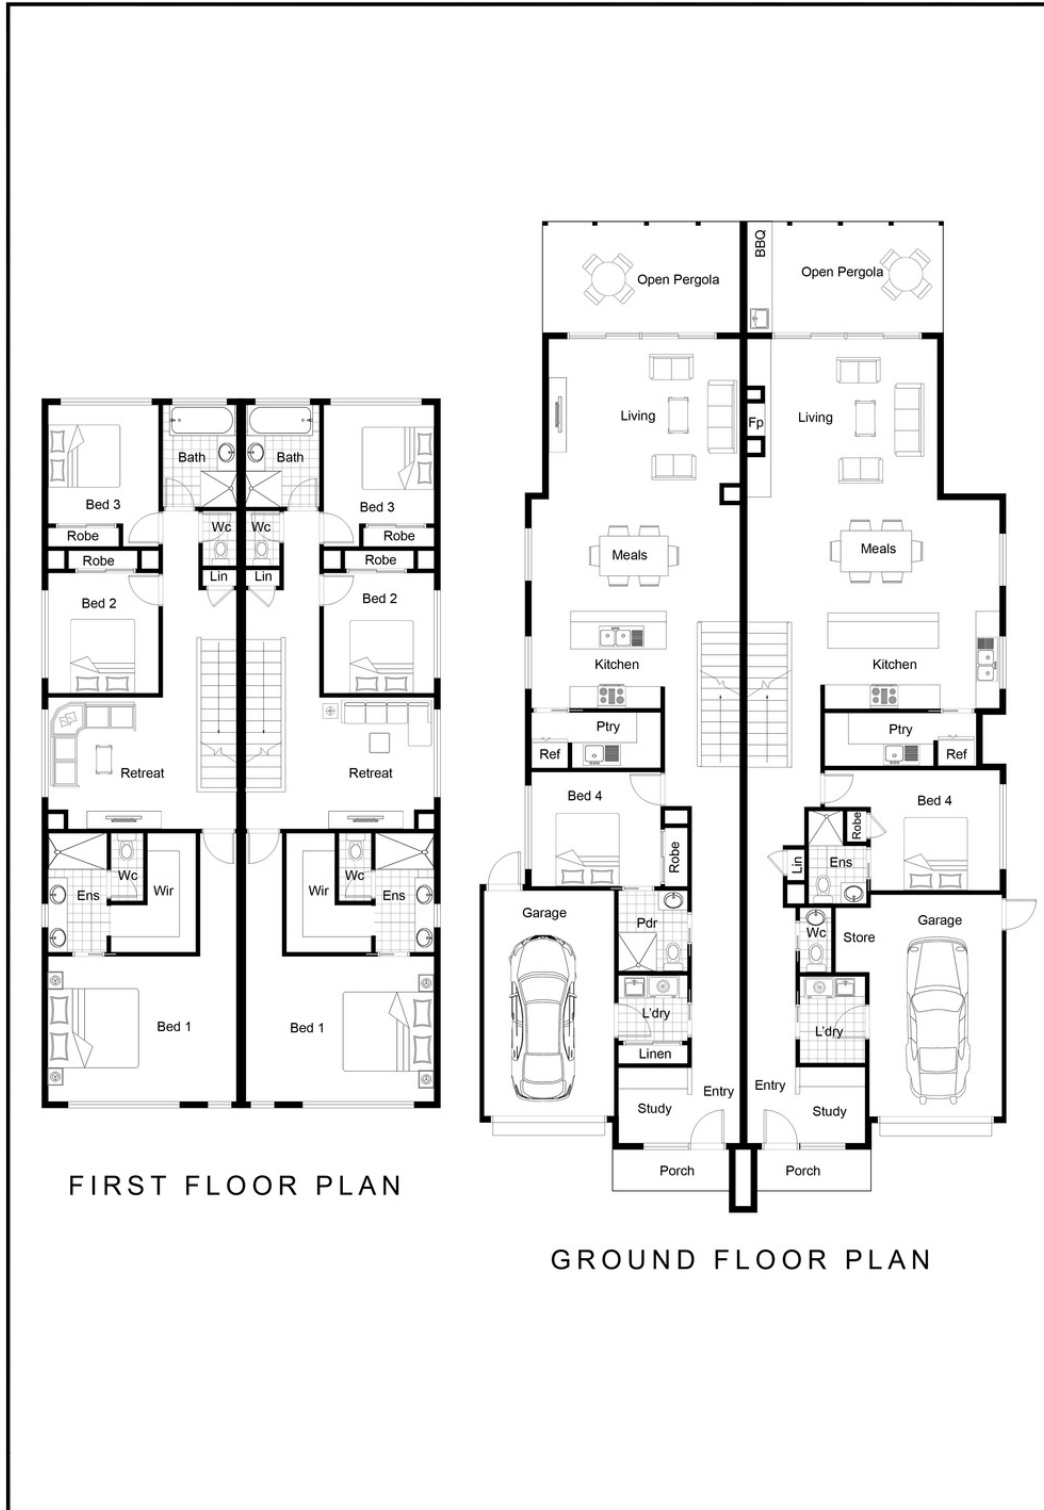 BBQ
Open Pergola
Open Pergola
Living
Fp
Living
Bath
Bath
Bed 3
Bed 3
Wc
Wc
Robe
Robe
Robe
Robe
Lin
Lin
Meals
Meals
Bed 2
Bed 2
Kitchen
Kitchen
Ptry
Ptry
Ref
Ref
Retreat
Retreat
Bed 4
Bed 4
Robe
Robe
Lin
Ens
Wc
Wc
Wir
Wir
Ens
Ens
Garage
Pdr
Wc
Store
Garage
L'dry
L'dry
Linen
Bed 1
Bed 1
Entry
Entry
Study
Study
Porch
Porch
FIRST FLOOR PLAN
GROUND FLOOR PLAN